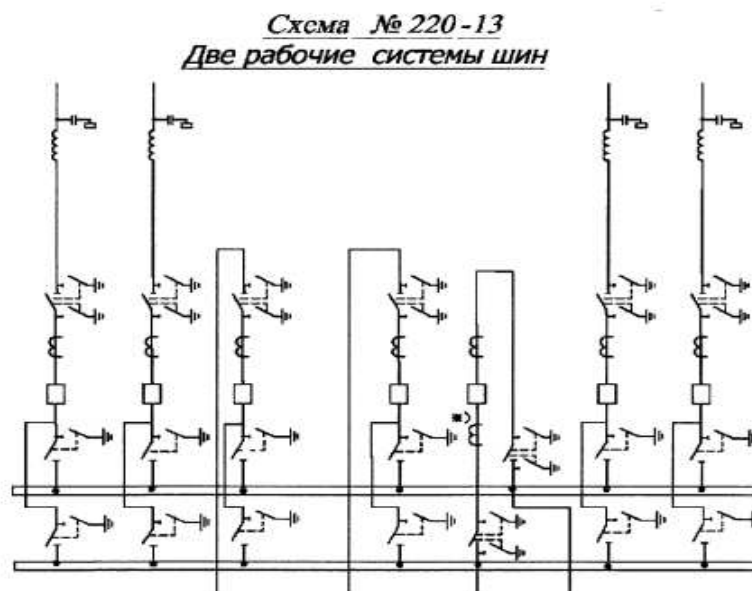 Схема № 220-13
Две рабочие системы шин
*)